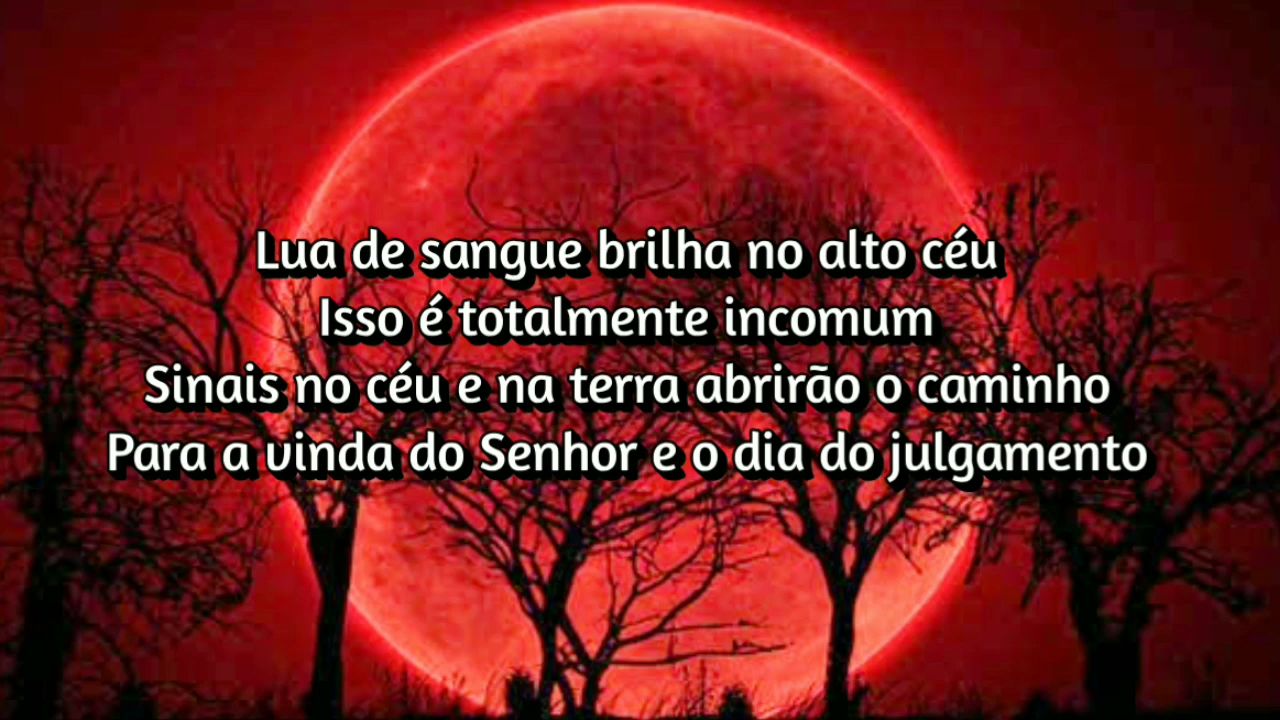 Lua de sangue brilha no alto céu
Isso é totalmente incomum
Sinais no céu e na terra abrirão o caminho
Para a vinda do Senhor e o dia do julgamento